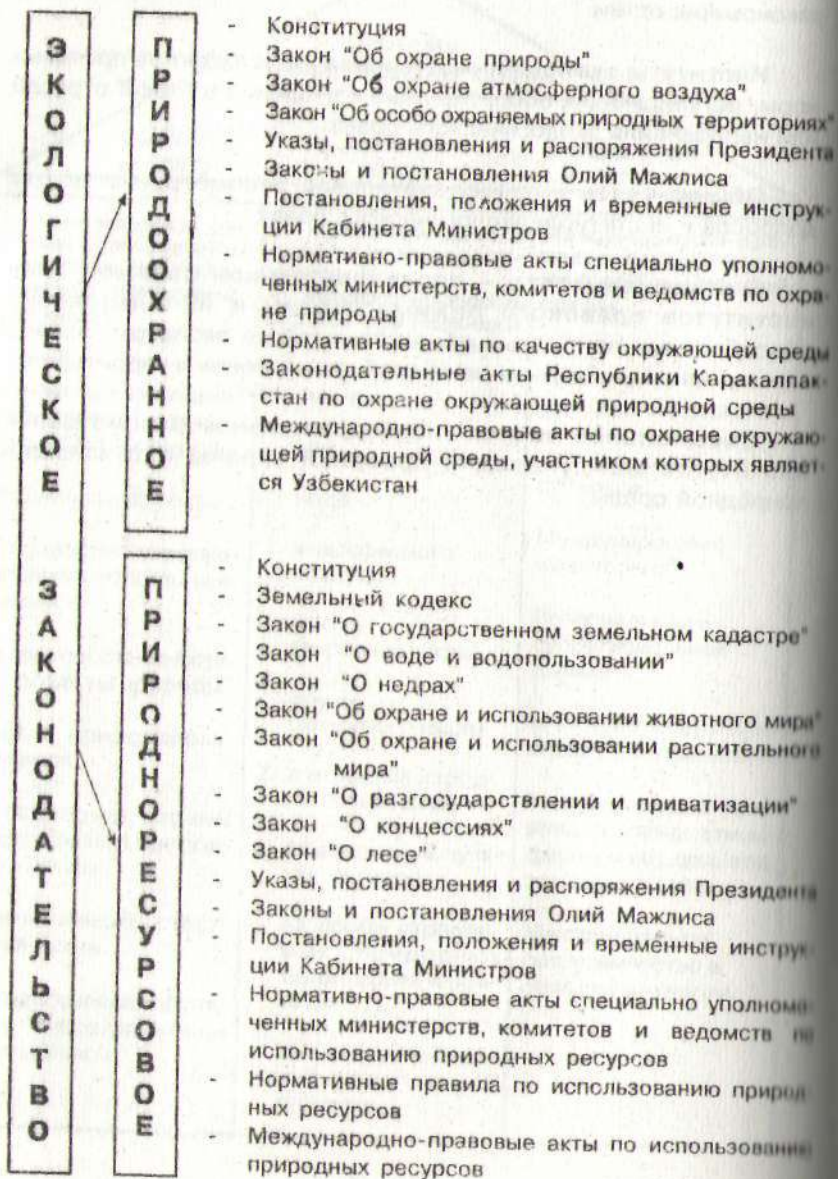 ЭКОЛОГИЧЕСКОЕ ЗАКОНОДАТЕЛЬСТВО
ПРИРОДООХРАННОЕ
- Конституция
- Закон "Об охране природы"
- Закон "Об охране атмосферного воздуха"
- Закон "Об особо охраняемых природных территориях"
- Указы, постановления и распоряжения Президента
- Законы и постановления Олий Мажлиса
- Постановления, положения и временные инструк-
ции Кабинета Министров
- Нормативно-правовые акты специально уполномо-
ченных министерств, комитетов и ведомств по охра-
не природы
- Нормативные акты по качеству окружающей среды
- Законодательные акты Республики Каракалпак-
стан по охране окружающей природной среды
- Международно-правовые акты по охране окружаю-
щей природной среды, участником которых являет-
ся Узбекистан
ПРИРОДНОРЕСУРСОВОЕ
- Конституция
- Земельный кодекс
- Закон "О государственном земельном кадастре"
- Закон "О воде и водопользовании"
- Закон "О недрах"
- Закон "Об охране и использовании животного мира"
- Закон "Об охране и использовании растительного
мира"
- Закон "О разгосударствлении и приватизации"
- Закон "О концессиях"
- Закон "О лесе"
- Указы, постановления и распоряжения Президента
- Законы и постановления Олий Мажлиса
- Постановления, положения и временные инструк-
ции Кабинета Министров
- Нормативно-правовые акты специально уполномо-
ченных министерств, комитетов и ведомств по
использованию природных ресурсов
- Нормативные правила по использованию природ-
ных ресурсов
- Международно-правовые акты по использованию
природных ресурсов